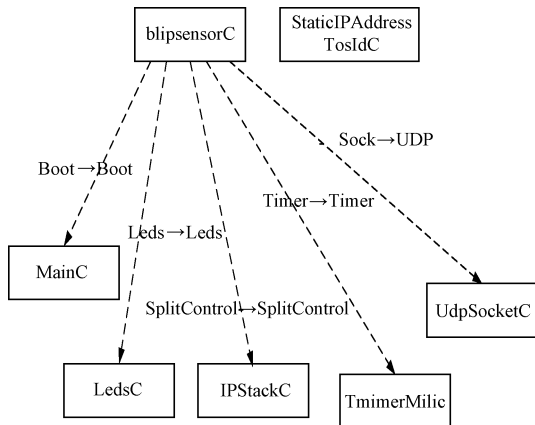 blipsensorC
StaticIPAddress
TosIdC
Sock→UDP
Boot→Boot
Timer→Timer
Leds→Leds
MainC
SplitControl→SplitControl
UdpSocketC
LedsC
IPStackC
TmimerMilic